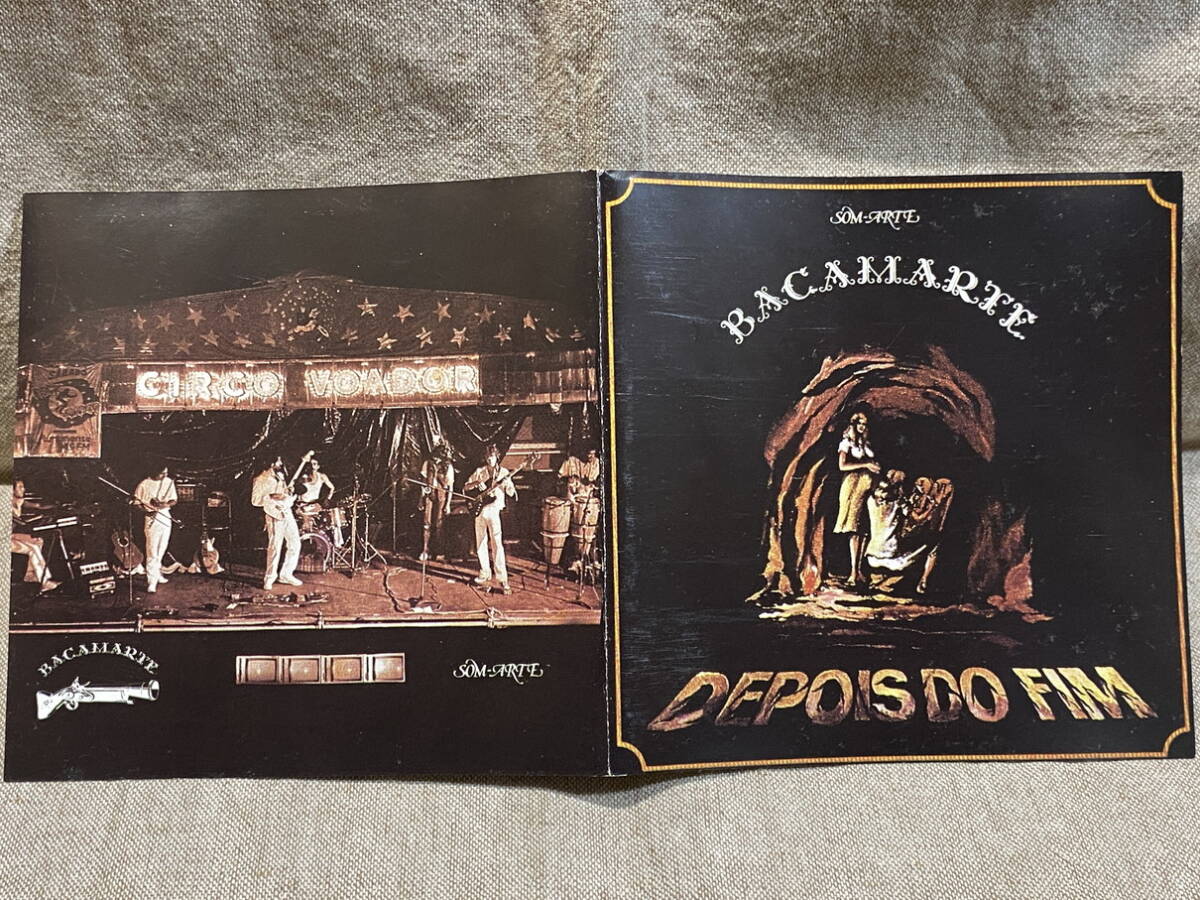 CIRCO VOADOR
BACAMARTE
SOM-ARTE
SOM-ARTE
BACAMARTE
DEPOIS DO FIM